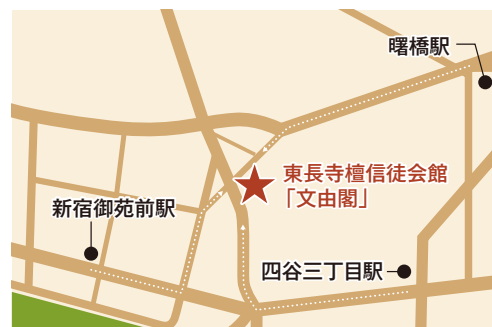 曙橋駅
東長寺檀信徒会館
「文由閣」
新宿御苑前駅
四谷三丁目駅